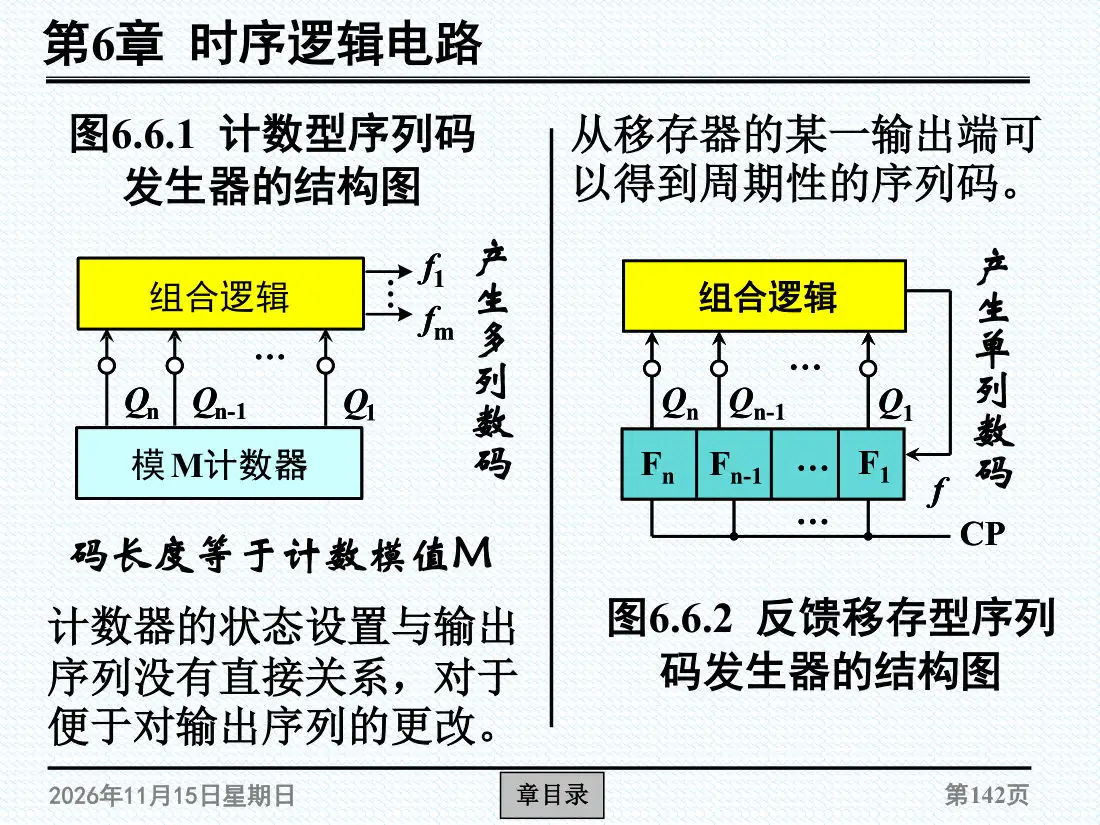 第6章 时序逻辑电路
图6.6.1 计数型序列码
发生器的结构图
组合逻辑
f1
⋮
fm
产生多列数码
…
Qn
Qn-1
Q1
模M计数器
码长度等于计数模值M
计数器的状态设置与输出
序列没有直接关系，对于
便于对输出序列的更改。
从移存器的某一输出端可
以得到周期性的序列码。
组合逻辑
产生单列数码
…
Qn
Qn-1
Q1
Fn
Fn-1
…
F1
f
…
CP
图6.6.2 反馈移存型序列
码发生器的结构图
2026年11月15日星期日
章目录
第142页